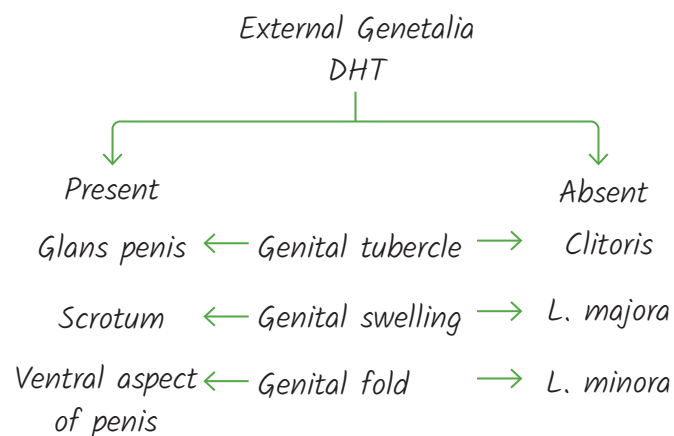 External Genetalia
DHT
Present Absent
Glans penis Genital tubercle Clitoris
Scrotum Genital swelling L. majora
Ventral aspect Genital fold L. minora
of penis